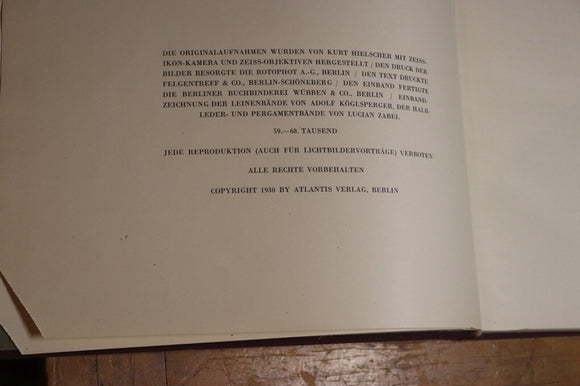 DIE ORIGINALAUFNAHMEN WURDEN VON KURT HIELSCHER MIT ZEISS-
IKON-KAMERA UND ZEISS-OBJEKTIVEN HERGESTELLT / DEN DRUCK DER
BILDER BESORGTE DIE ROTOPHOT A.-G., BERLIN / DEN TEXT DRUCKTE
FELGENTREFF & CO., BERLIN-SCHÖNEBERG / DEN EINBAND FERTIGTE
DIE BERLINER BUCHBINDEREI WÜBBEN & CO., BERLIN / EINBAND-
ZEICHNUNG DER LEINENBÄNDE VON ADOLF KÖGLSPERGER, DER HALB-
LEDER- UND PERGAMENTBÄNDE VON LUCIAN ZABEL
59.—68. TAUSEND
JEDE REPRODUKTION (AUCH FÜR LICHTBILDERVORTRÄGE) VERBOTEN
ALLE RECHTE VORBEHALTEN
COPYRIGHT 1930 BY ATLANTIS VERLAG, BERLIN